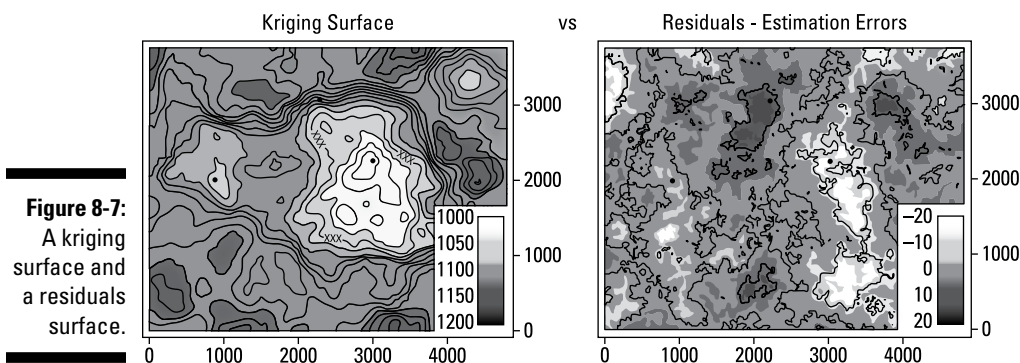 Kriging Surface
vs
Residuals - Estimation Errors
3000
2000
1000
0
1000
1050
1100
1150
1200
XXX
XXX
XXX
0
1000
2000
3000
4000
3000
2000
1000
0
−20
−10
0
10
20
0
1000
2000
3000
4000
Figure 8-7:
A kriging
surface and
a residuals
surface.